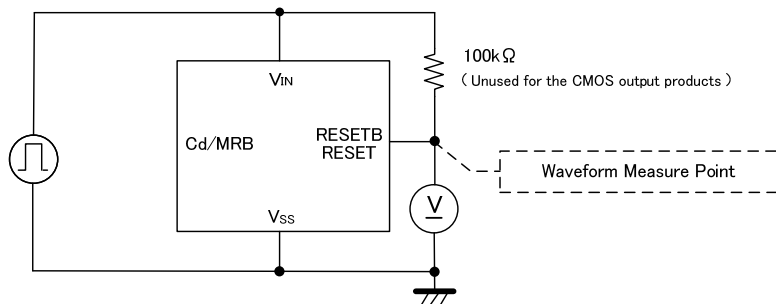 100kΩ
（Unused for the CMOS output products）
VIN
Cd/MRB
RESETB
RESET
Waveform Measure Point
V
VSS